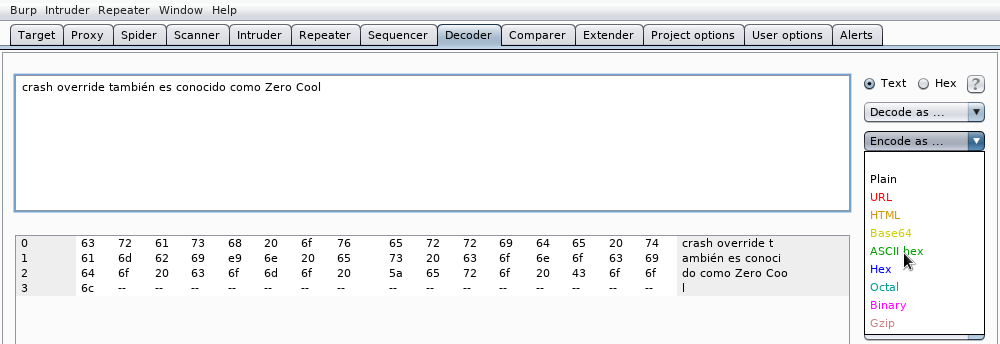 Burp Intruder Repeater Window Help
Target Proxy Spider Scanner Intruder Repeater Sequencer Decoder Comparer Extender Project options User options Alerts
crash override también es conocido como Zero Cool
Text Hex ?
Decode as ...
Encode as ...
Plain
URL
HTML
Base64
ASCII hex
Hex
Octal
Binary
Gzip
0 63 72 61 73 68 20 6f 76 65 72 72 69 64 65 20 74 crash override t
1 61 6d 62 69 e9 6e 20 65 73 20 63 6f 6e 6f 63 69 ambién es conoci
2 64 6f 20 63 6f 6d 6f 20 5a 65 72 6f 20 43 6f 6f do como Zero Coo
3 6c -- -- -- -- -- -- -- -- -- -- -- -- -- -- -- l